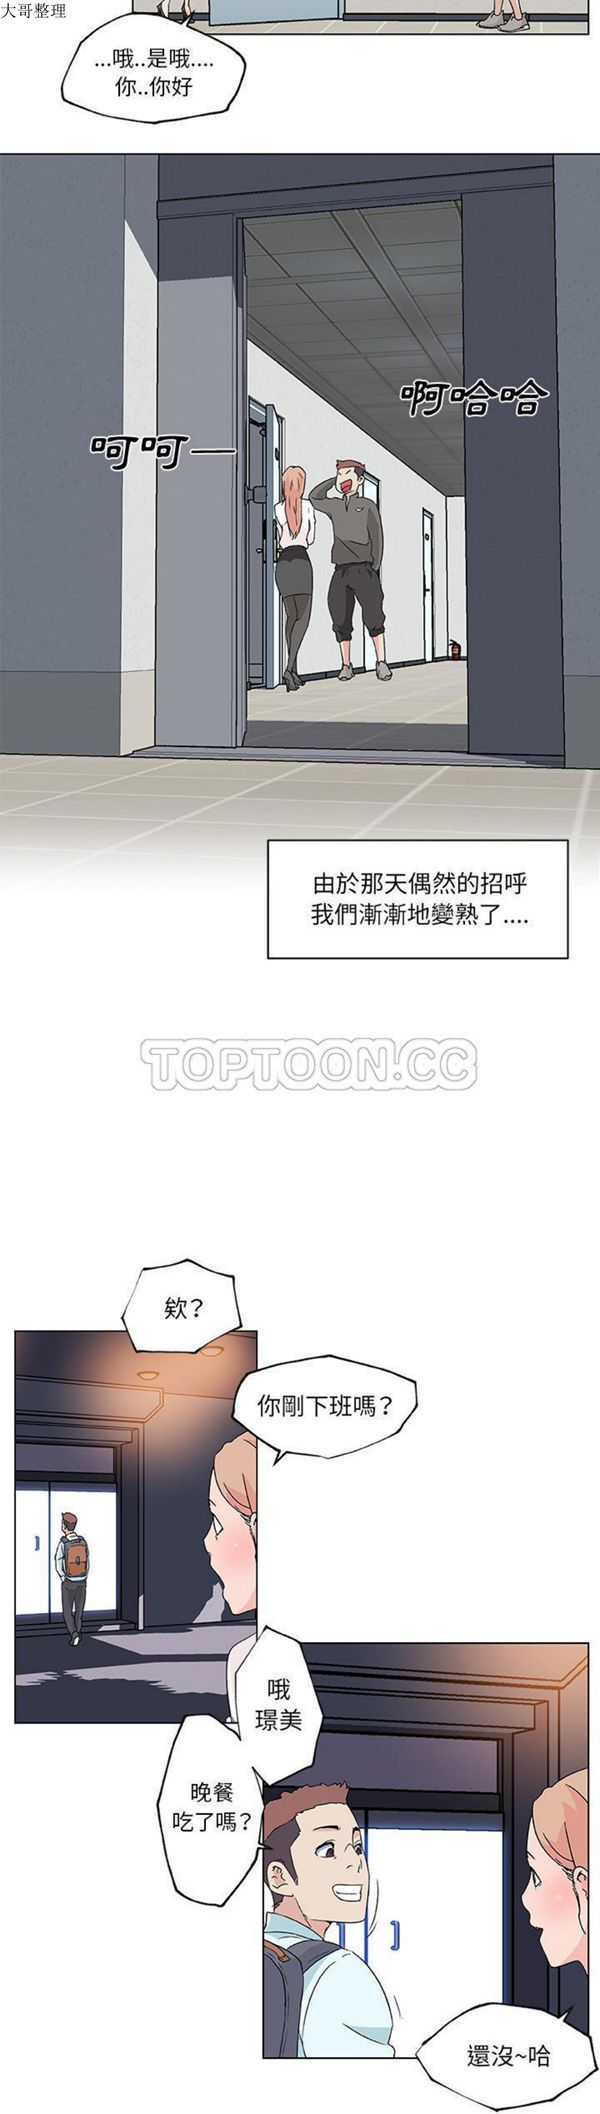 大哥整理
...哦..是哦....
你..你好
啊哈哈
呵呵—
由於那天偶然的招呼
我們漸漸地變熟了....
TOPTOON.CC
欸？
你剛下班嗎？
哦
璟美
晚餐
吃了嗎？
還沒~哈